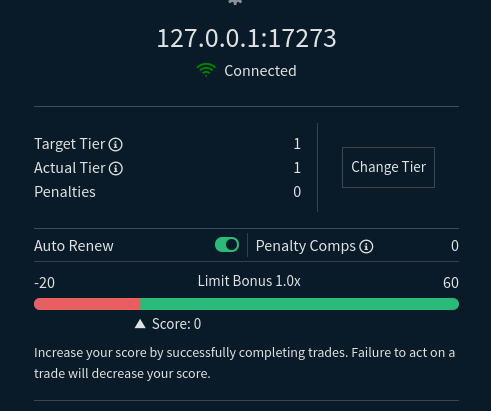 127.0.0.1:17273
Connected
Target Tier 1
Actual Tier 1
Penalties 0
Change Tier
Auto Renew
Penalty Comps 0
-20 Limit Bonus 1.0x 60
Score: 0
Increase your score by successfully completing trades. Failure to act on a
trade will decrease your score.